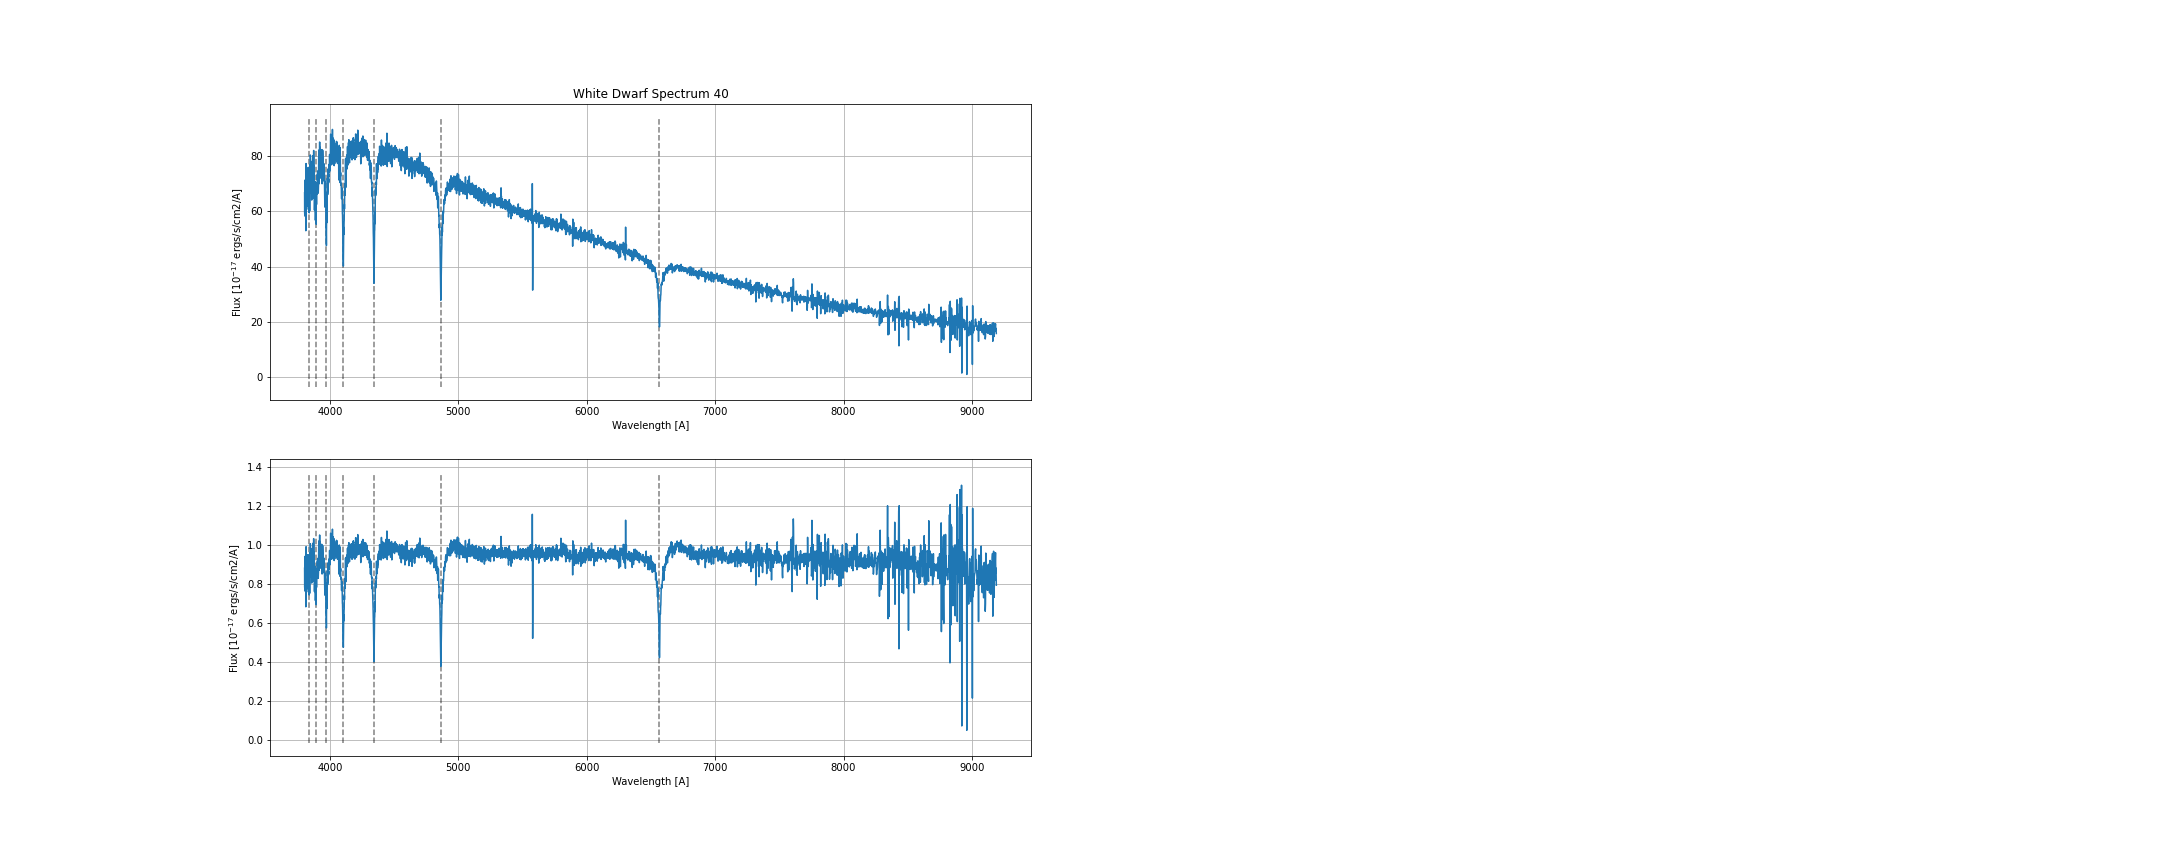 White Dwarf Spectrum 40
Flux [10⁻¹⁷ ergs/s/cm2/A]
80
60
40
20
0
4000 5000 6000 7000 8000 9000
Wavelength [A]
Flux [10⁻¹⁷ ergs/s/cm2/A]
1.4
1.2
1.0
0.8
0.6
0.4
0.2
0.0
4000 5000 6000 7000 8000 9000
Wavelength [A]